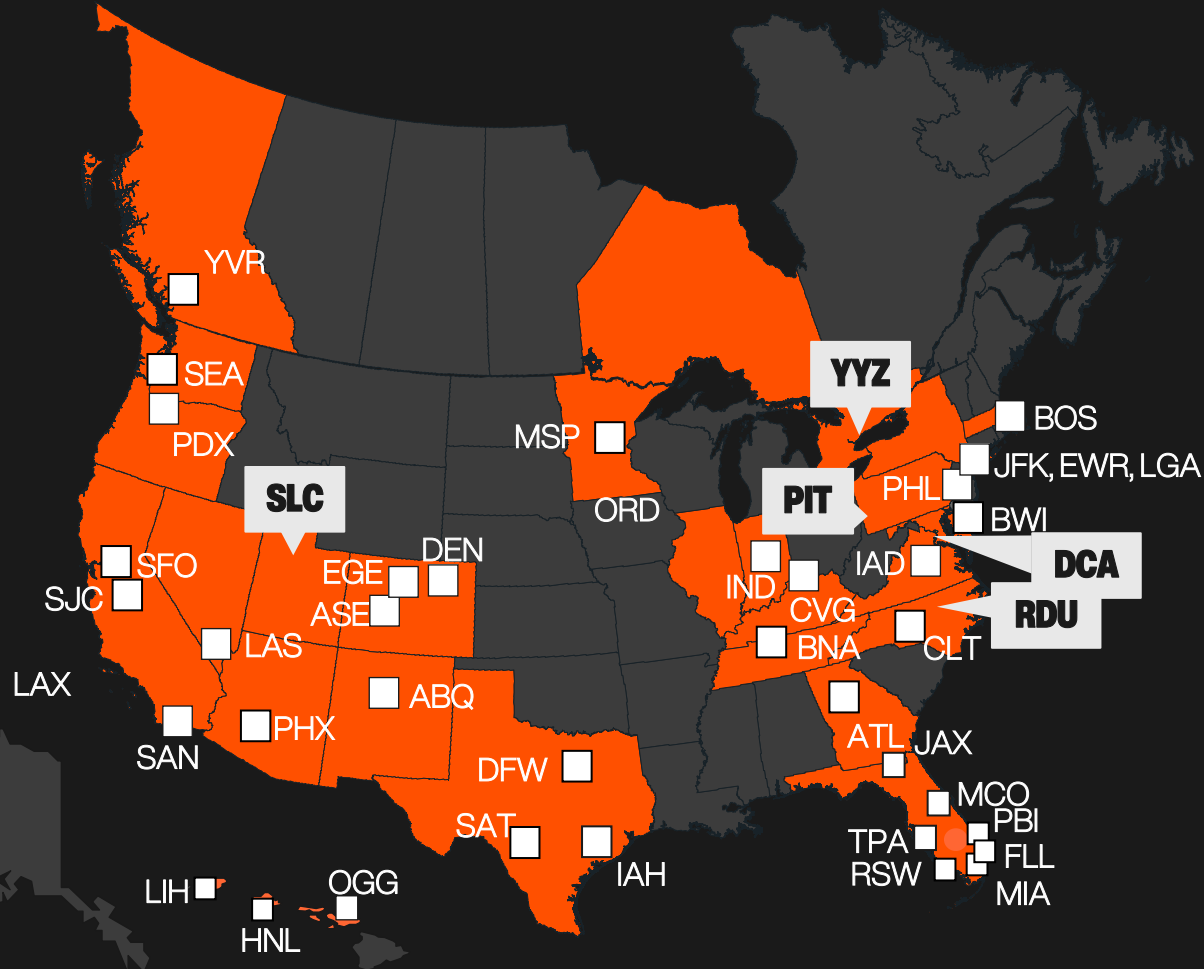 YVR
YYZ
SEA
BOS
MSP
PDX
JFK, EWR, LGA
PHL
SLC
PIT
ORD
BWI
DEN
SFO
EGE
IAD
DCA
IND
SJC
ASE
CVG
RDU
LAS
BNA
CLT
LAX
ABQ
PHX
ATL
JAX
SAN
DFW
MCO
PBI
SAT
TPA
FLL
IAH
RSW
LIH
OGG
MIA
HNL